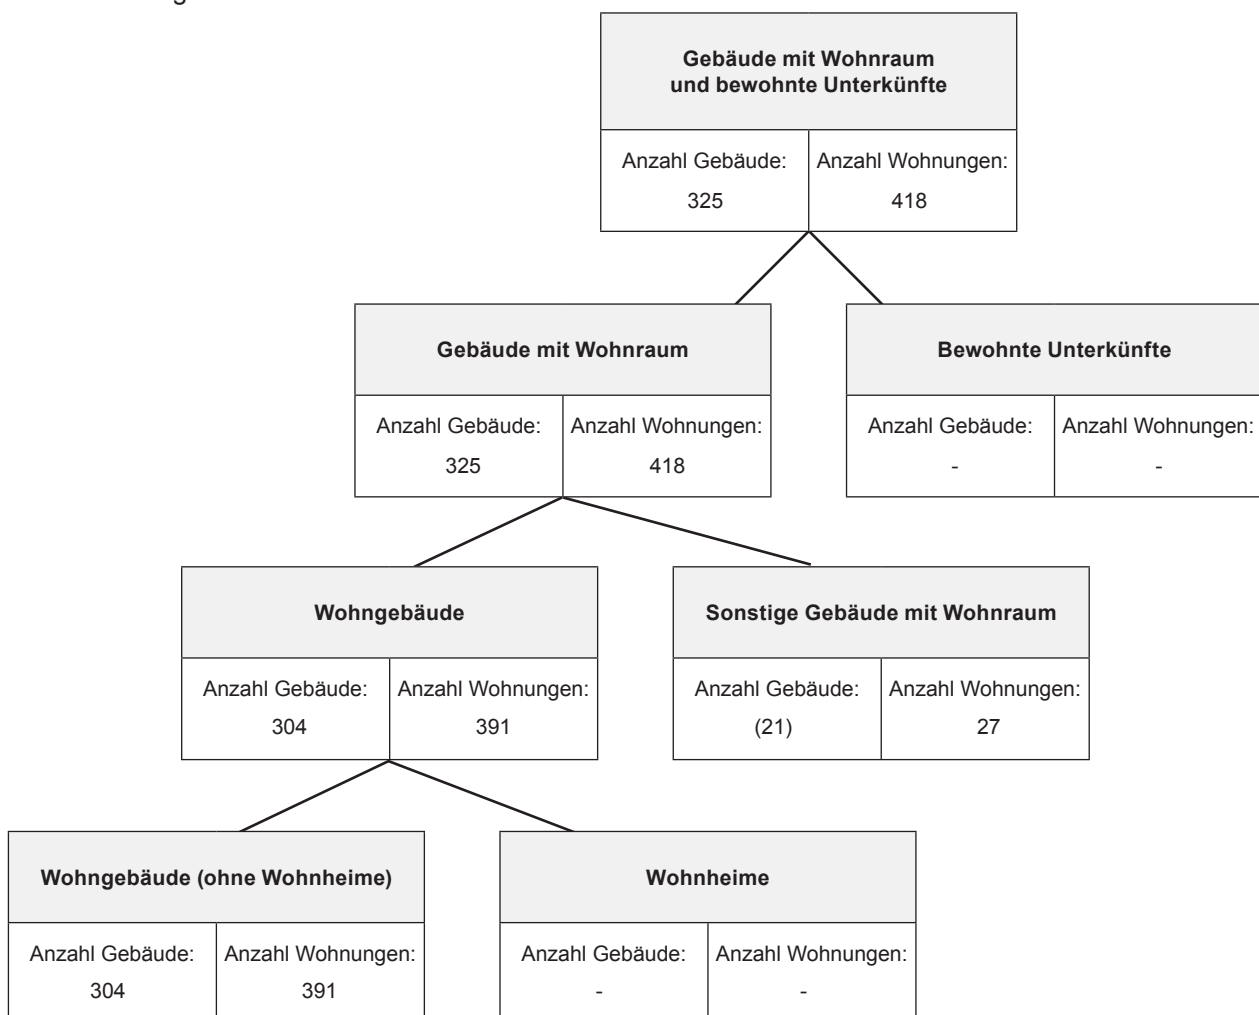 Gebäude mit Wohnraum
und bewohnte Unterkünfte
Anzahl Gebäude: Anzahl Wohnungen:
325 418
Gebäude mit Wohnraum
Anzahl Gebäude: Anzahl Wohnungen:
325 418
Bewohnte Unterkünfte
Anzahl Gebäude: Anzahl Wohnungen:
- -
Wohngebäude
Anzahl Gebäude: Anzahl Wohnungen:
304 391
Sonstige Gebäude mit Wohnraum
Anzahl Gebäude: Anzahl Wohnungen:
(21) 27
Wohngebäude (ohne Wohnheime)
Anzahl Gebäude: Anzahl Wohnungen:
304 391
Wohnheime
Anzahl Gebäude: Anzahl Wohnungen:
- -